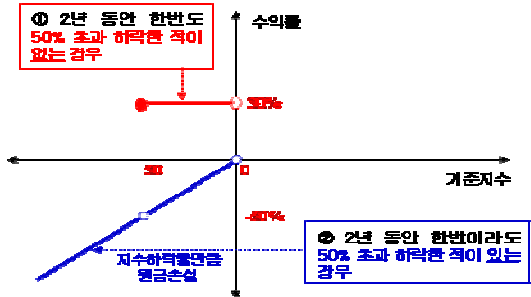 ① 2년 동안 한반도
50% 초과 하락한 적이
없는 경우
수익률
30%
0
기준지수
지수하락률만큼
원금손실
② 2년 동안 한반이라도
50% 초과 하락한 적이 있는
경우